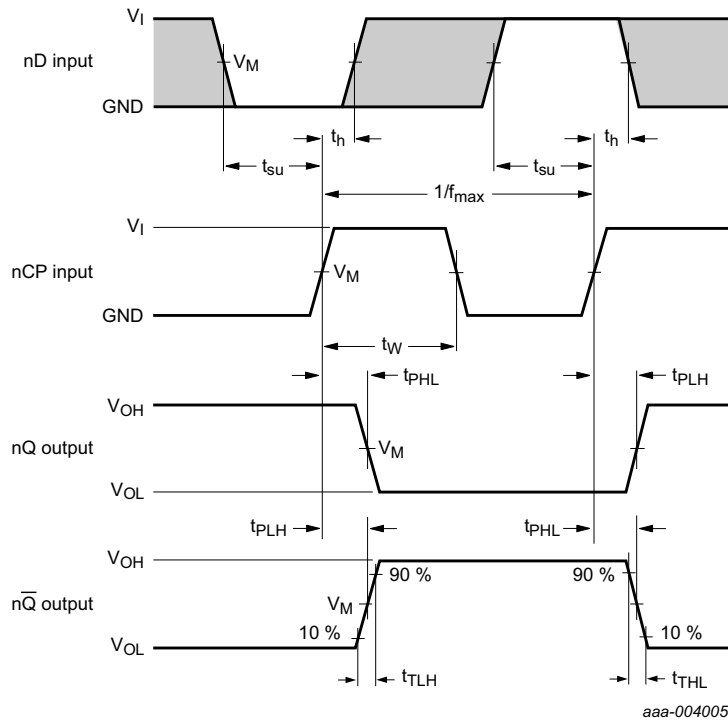 V_I
nD input
V_M
GND
t_h
t_h
t_su
t_su
1/f_max
V_I
nCP input
V_M
GND
t_W
t_PHL
t_PLH
V_OH
nQ output
V_M
V_OL
t_PLH
t_PHL
V_OH
90 %
90 %
nQ̅ output
V_M
10 %
10 %
V_OL
t_TLH
t_THL
aaa-004005